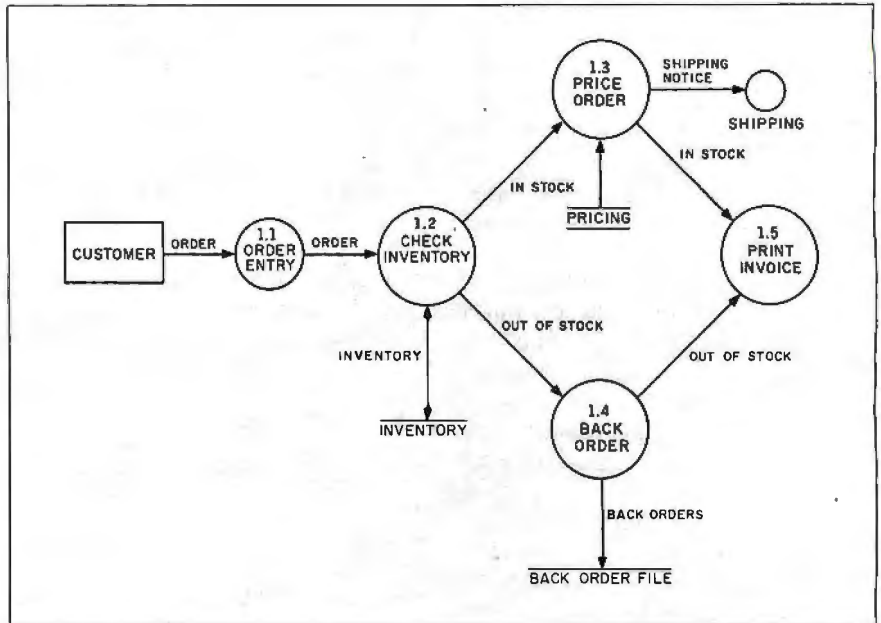 CUSTOMER
ORDER
1.1
ORDER
ENTRY
ORDER
1.2
CHECK
INVENTORY
INVENTORY
INVENTORY
IN STOCK
1.3
PRICE
ORDER
PRICING
SHIPPING
NOTICE
SHIPPING
IN STOCK
OUT OF STOCK
1.4
BACK
ORDER
BACK ORDERS
BACK ORDER FILE
OUT OF STOCK
1.5
PRINT
INVOICE